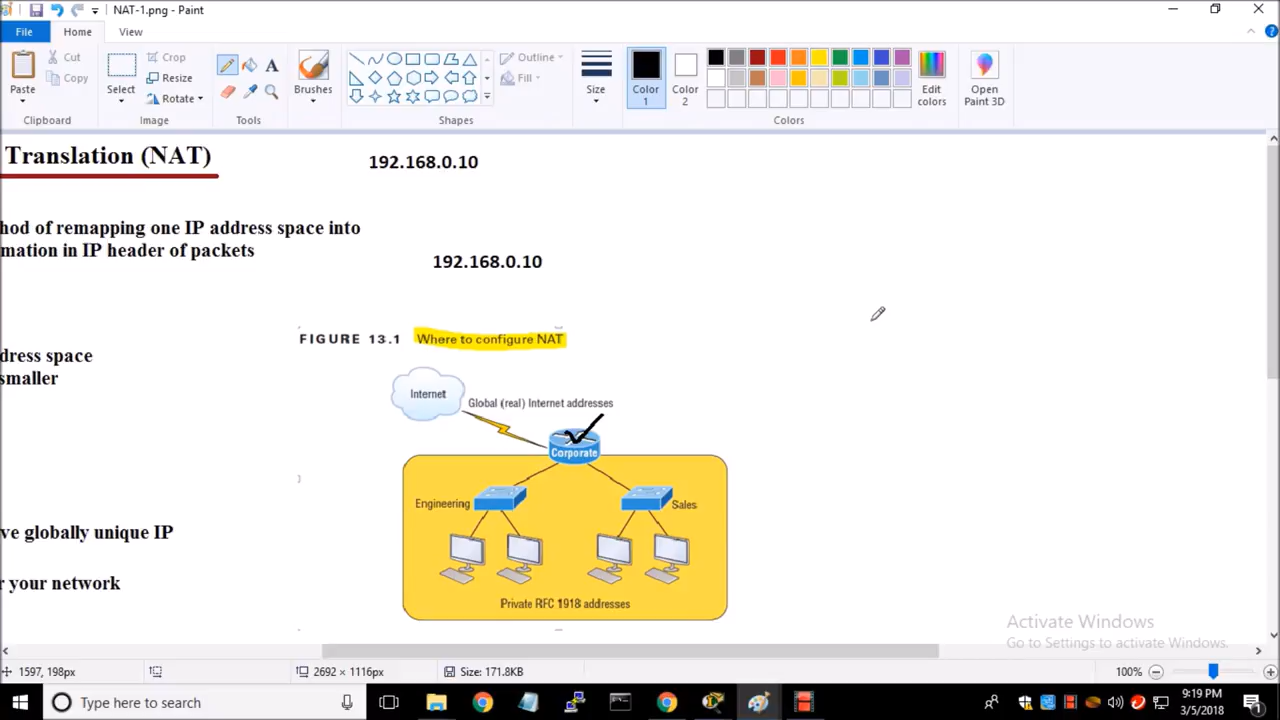 NAT-1.png - Paint
File
Home
View
Paste
Cut
Copy
Clipboard
Select
Crop
Resize
Rotate
Image
A
Tools
Brushes
Outline
Fill
Shapes
Size
Color 1
Color 2
Edit colors
Open Paint 3D
Colors
Translation (NAT)
192.168.0.10
hod of remapping one IP address space into
mation in IP header of packets
192.168.0.10
FIGURE 13.1 Where to configure NAT
dress space
smaller
Internet
Global (real) Internet addresses
Corporate
Engineering
Sales
ve globally unique IP
r your network
Private RFC 1918 addresses
Activate Windows
Go to Settings to activate Windows.
1597, 198px
2692 × 1116px
Size: 171.8KB
100%
Type here to search
9:19 PM
3/5/2018
1